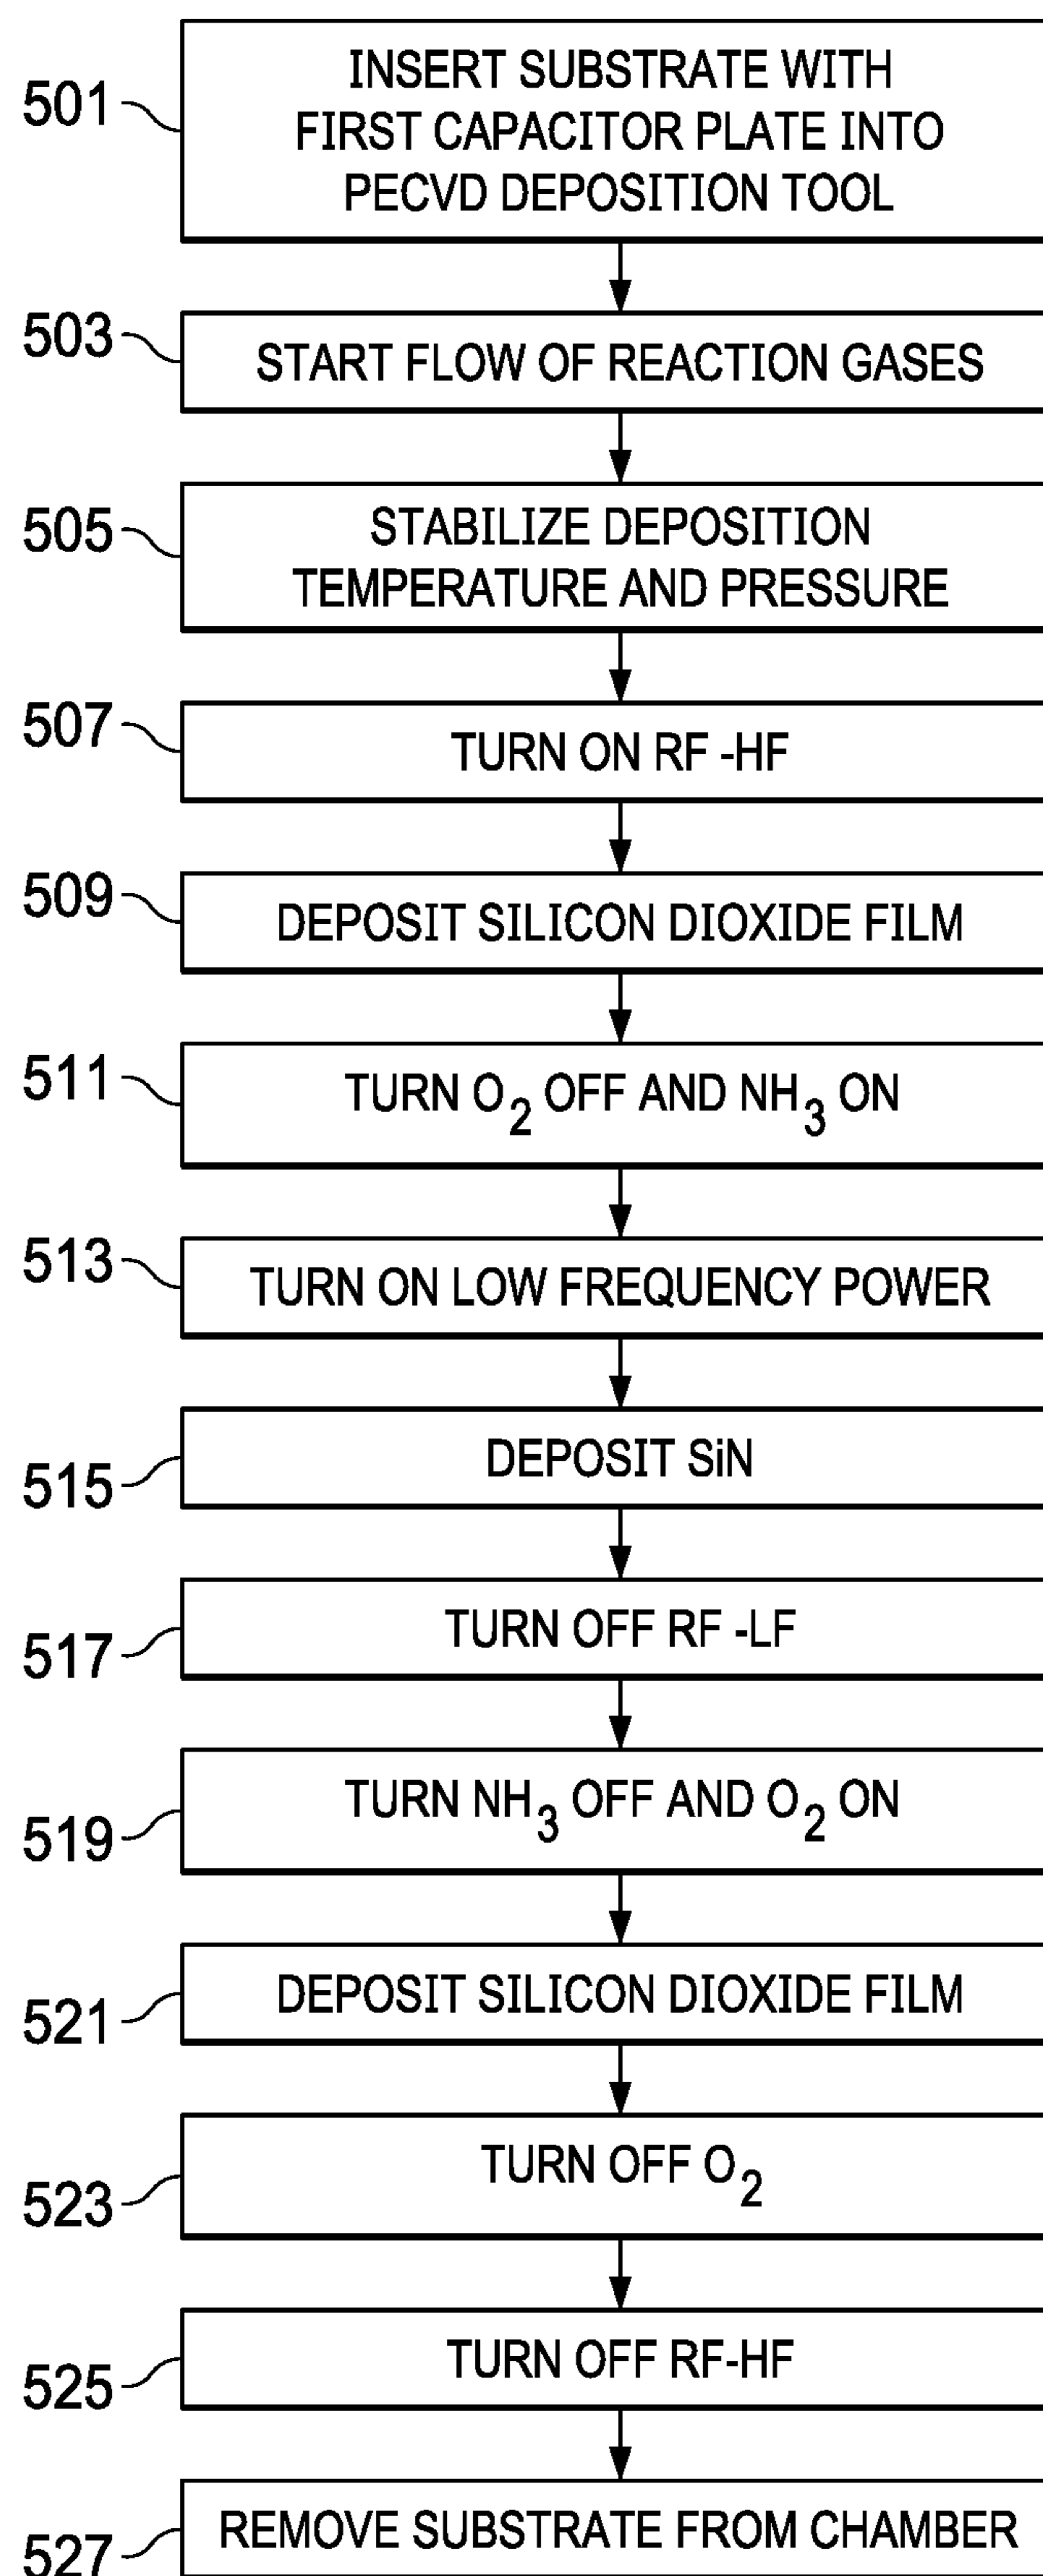 501
INSERT SUBSTRATE WITH
FIRST CAPACITOR PLATE INTO
PECVD DEPOSITION TOOL
503
START FLOW OF REACTION GASES
505
STABILIZE DEPOSITION
TEMPERATURE AND PRESSURE
507
TURN ON RF -HF
509
DEPOSIT SILICON DIOXIDE FILM
511
TURN O2 OFF AND NH3 ON
513
TURN ON LOW FREQUENCY POWER
515
DEPOSIT SiN
517
TURN OFF RF -LF
519
TURN NH3 OFF AND O2 ON
521
DEPOSIT SILICON DIOXIDE FILM
523
TURN OFF O2
525
TURN OFF RF-HF
527
REMOVE SUBSTRATE FROM CHAMBER